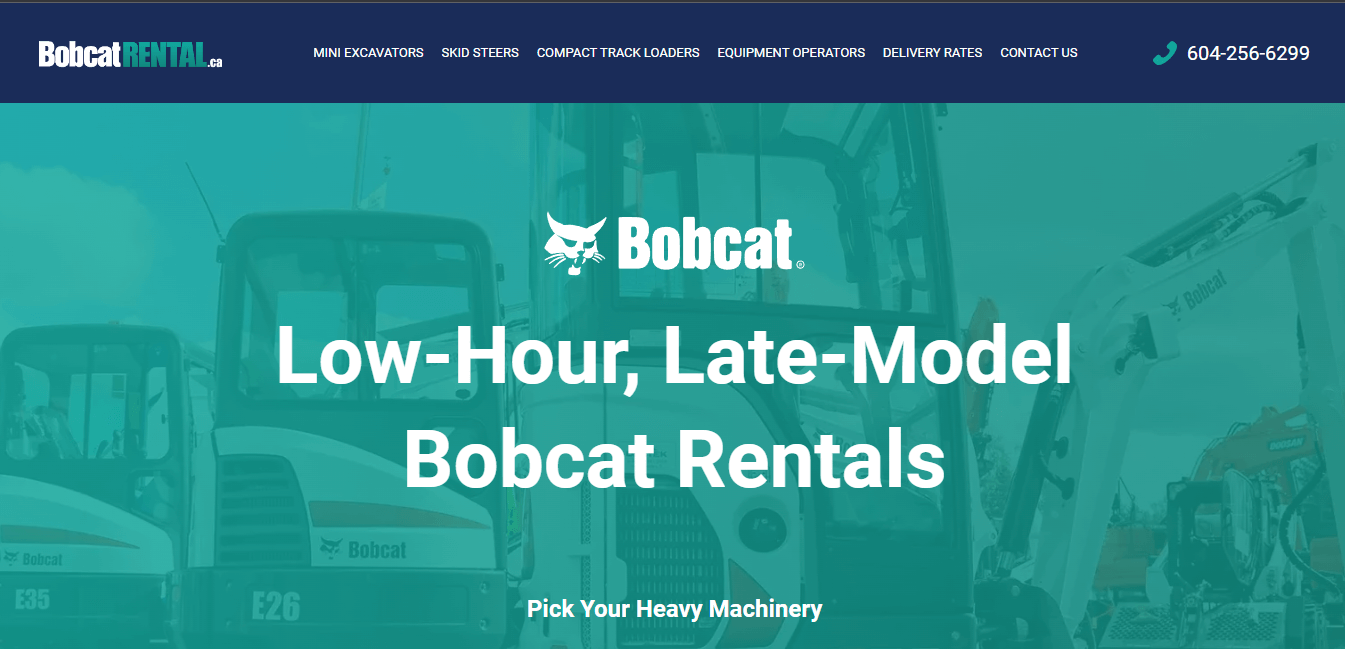 BobcatRENTAL.ca
MINI EXCAVATORS SKID STEERS COMPACT TRACK LOADERS EQUIPMENT OPERATORS DELIVERY RATES CONTACT US
604-256-6299
Bobcat®
Bobcat
Low-Hour, Late-Model
Bobcat Rentals
Bobcat
Bobcat
E35
E26
Pick Your Heavy Machinery